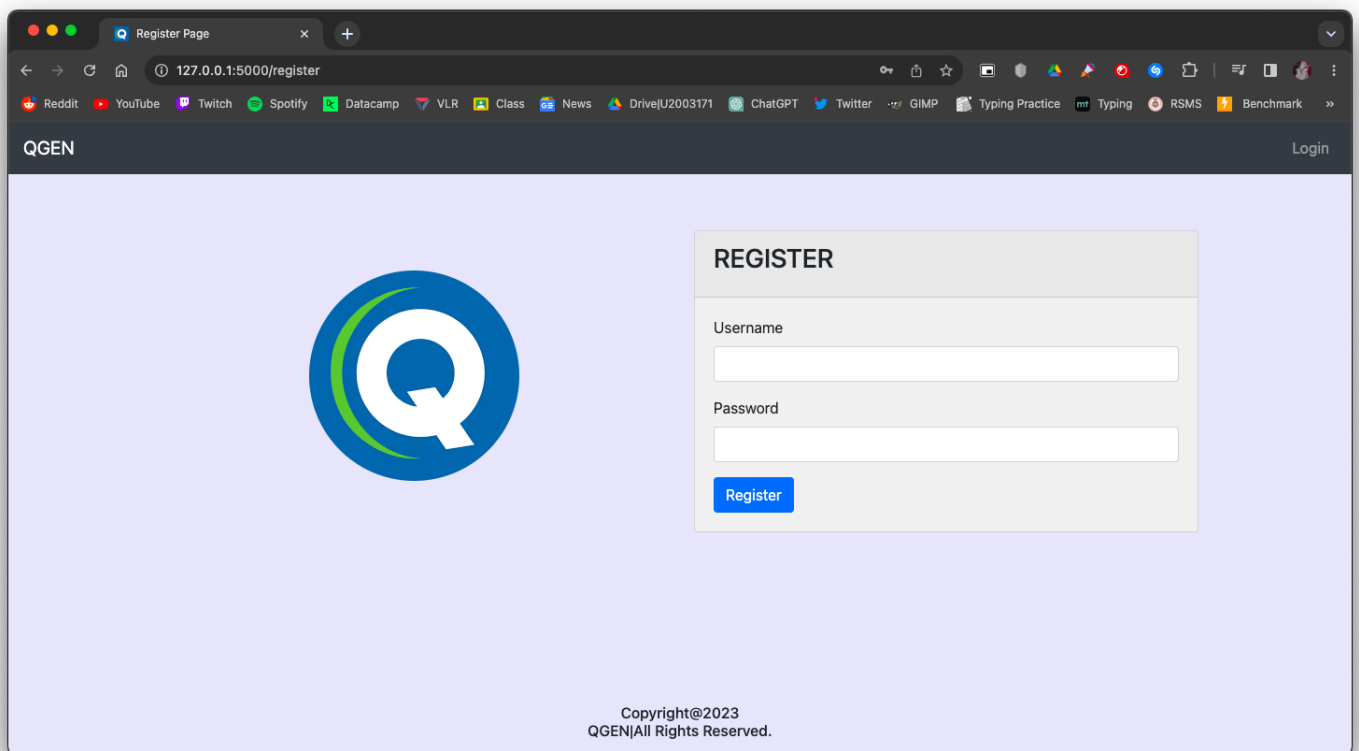 Register Page
127.0.0.1:5000/register
Reddit YouTube Twitch Spotify Datacamp VLR Class News Drive|U2003171 ChatGPT Twitter GIMP Typing Practice mt Typing RSMS Benchmark »
QGEN Login
Q
REGISTER
Username
Password
Register
Copyright@2023
QGEN|All Rights Reserved.